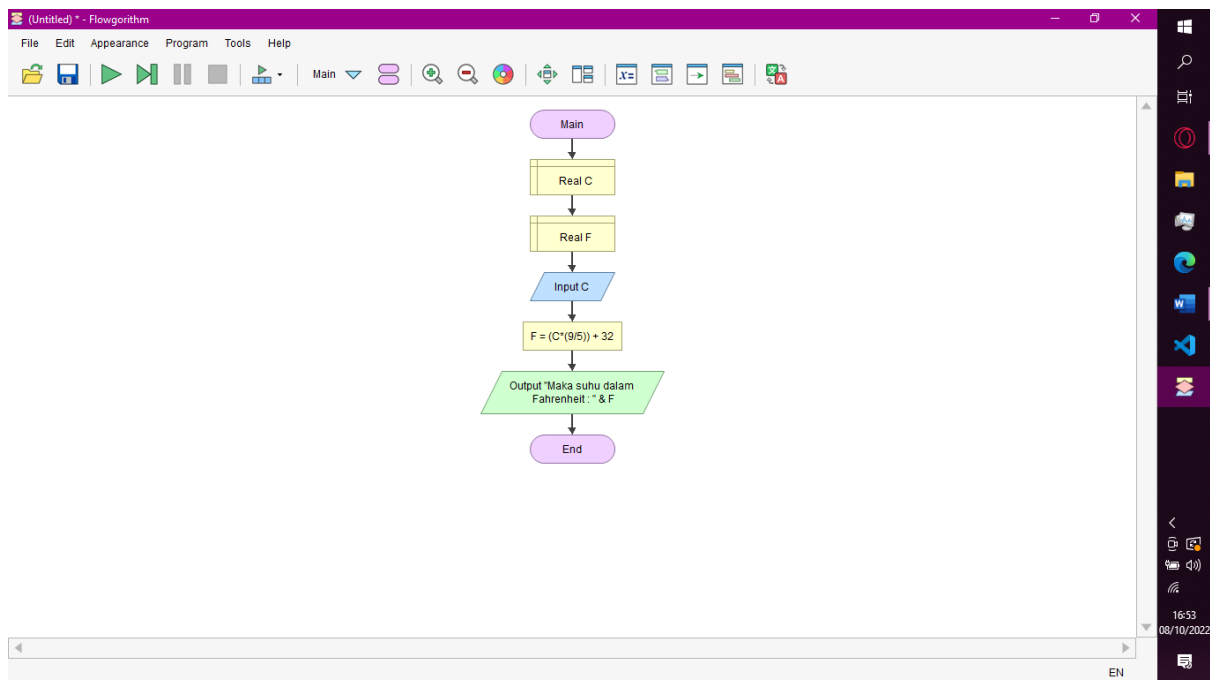 (Untitled) * - Flowgorithm
File Edit Appearance Program Tools Help
Main
x=
Main
Real C
Real F
Input C
F = (C*(9/5)) + 32
Output "Maka suhu dalam
Fahrenheit : " & F
End
16:53
08/10/2022
EN